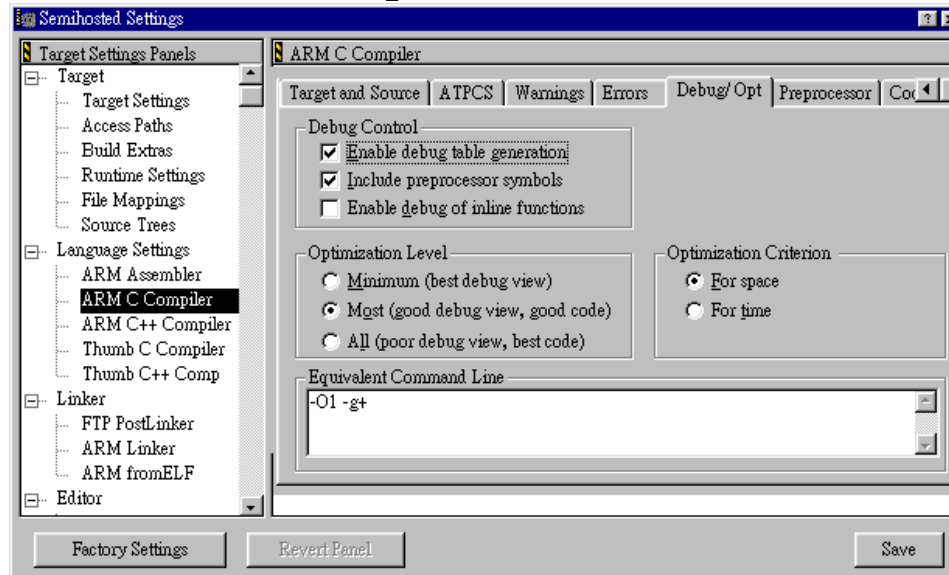 Semihosted Settings
Target Settings Panels
Target
Target Settings
Access Paths
Build Extras
Runtime Settings
File Mappings
Source Trees
Language Settings
ARM Assembler
ARM C Compiler
ARM C++ Compiler
Thumb C Compiler
Thumb C++ Comp
Linker
FTP PostLinker
ARM Linker
ARM fromELF
Editor
ARM C Compiler
Target and Source ATPCS Warnings Errors Debug/ Opt Preprocessor Coc
Debug Control
Enable debug table generation
Include preprocessor symbols
Enable debug of inline functions
Optimization Level
Minimum (best debug view)
Most (good debug view, good code)
All (poor debug view, best code)
Optimization Criterion
For space
For time
Equivalent Command Line
-O1 -g+
Factory Settings
Revert Panel
Save